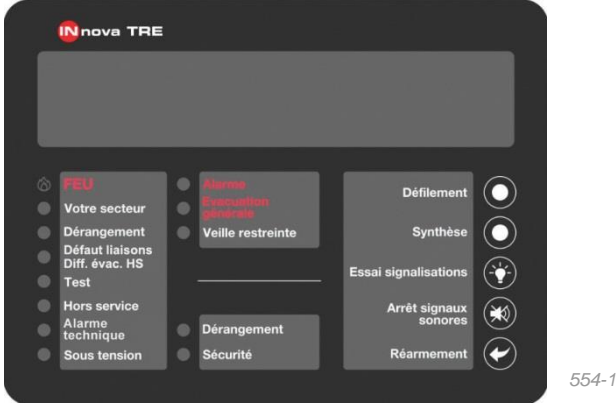 INnova TRE
FEU
Votre secteur
Dérangement
Défaut liaisons
Diff. évac. HS
Test
Hors service
Alarme
technique
Sous tension
Alarme
Evacuation
générale
Veille restreinte
Dérangement
Sécurité
Défilement
Synthèse
Essai signalisations
Arrêt signaux
sonores
Réarmement
554-1